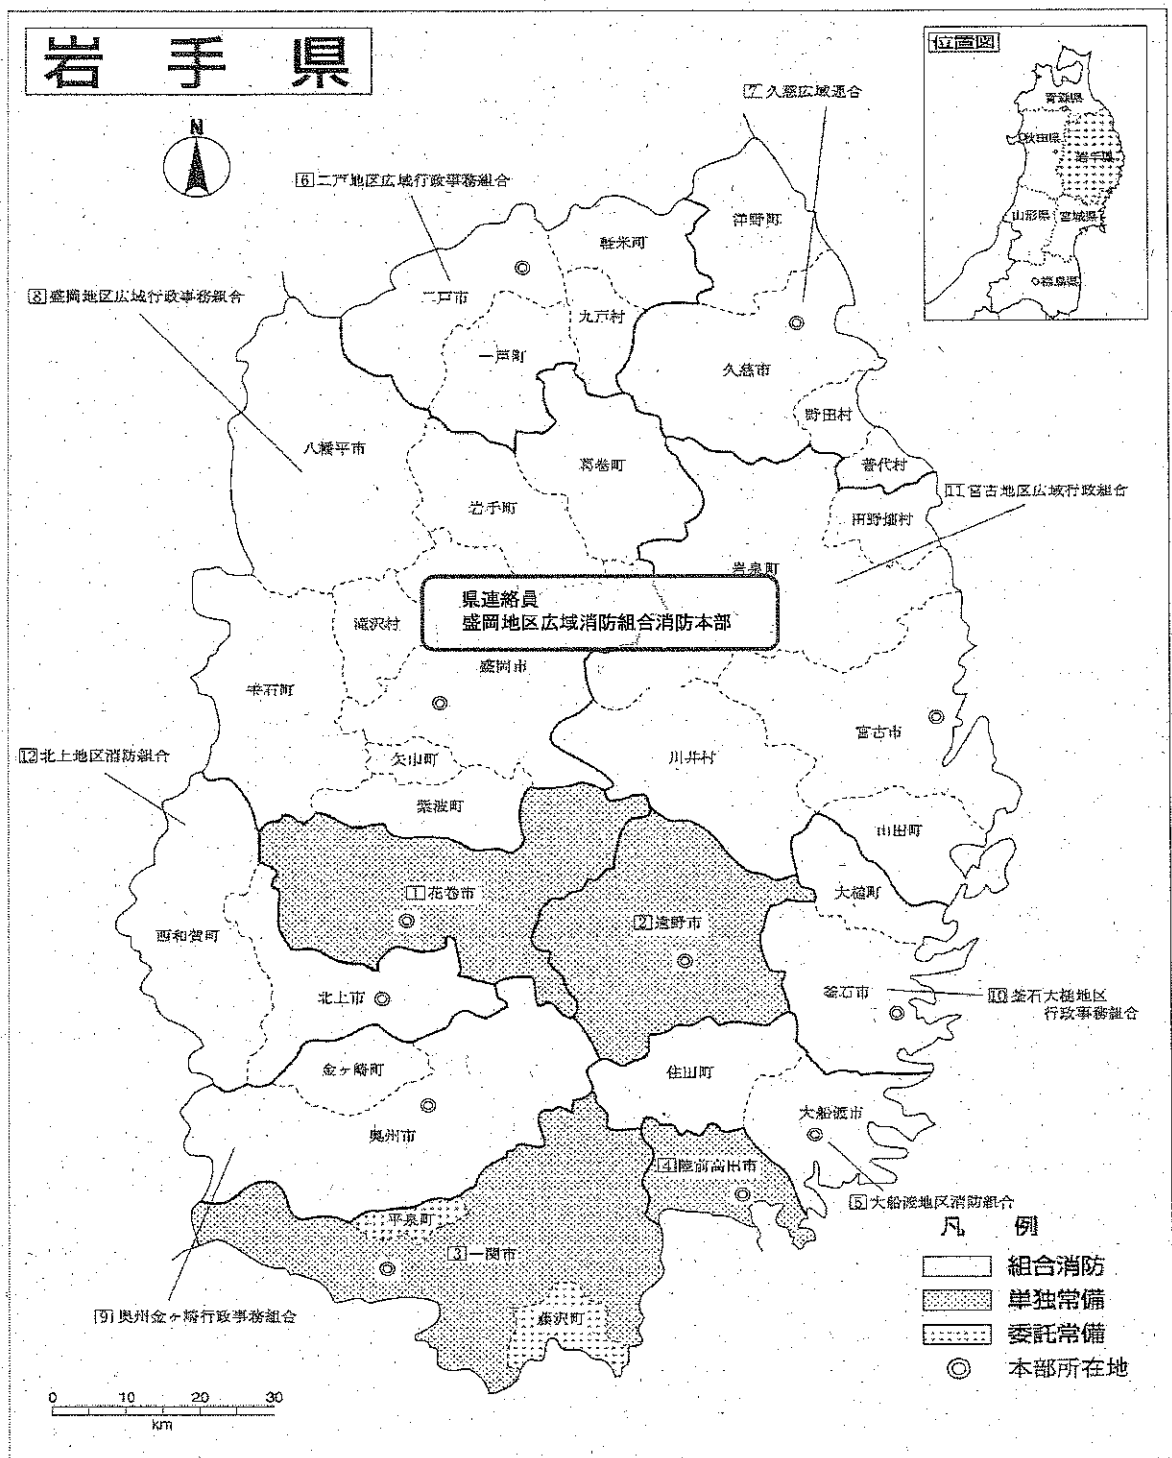 岩手県
位置図
青森県
秋田県
岩手県
山形県
宮城県
福島県
N
7 久慈広域連合
6 二戸地区広域行政事務組合
8 盛岡地区広域行政事務組合
洋野町
軽米町
二戸市
九戸村
一戸町
久慈市
野田村
普代村
八幡平市
葛巻町
岩手町
11 宮古地区広域行政組合
田野畑村
岩泉町
県連絡員
盛岡地区広域消防組合消防本部
滝沢村
盛岡市
雫石町
宮古市
川井村
12 北上地区消防組合
矢巾町
紫波町
山田町
大槌町
1 花巻市
2 遠野市
西和賀町
北上市
釜石市
10 釜石大槌地区
行政事務組合
金ヶ崎町
住田町
大船渡市
奥州市
4 陸前高田市
5 大船渡地区消防組合
平泉町
3 一関市
9 奥州金ヶ崎行政事務組合
藤沢町
凡 例
組合消防
単独常備
委託常備
本部所在地
0 10 20 30
km